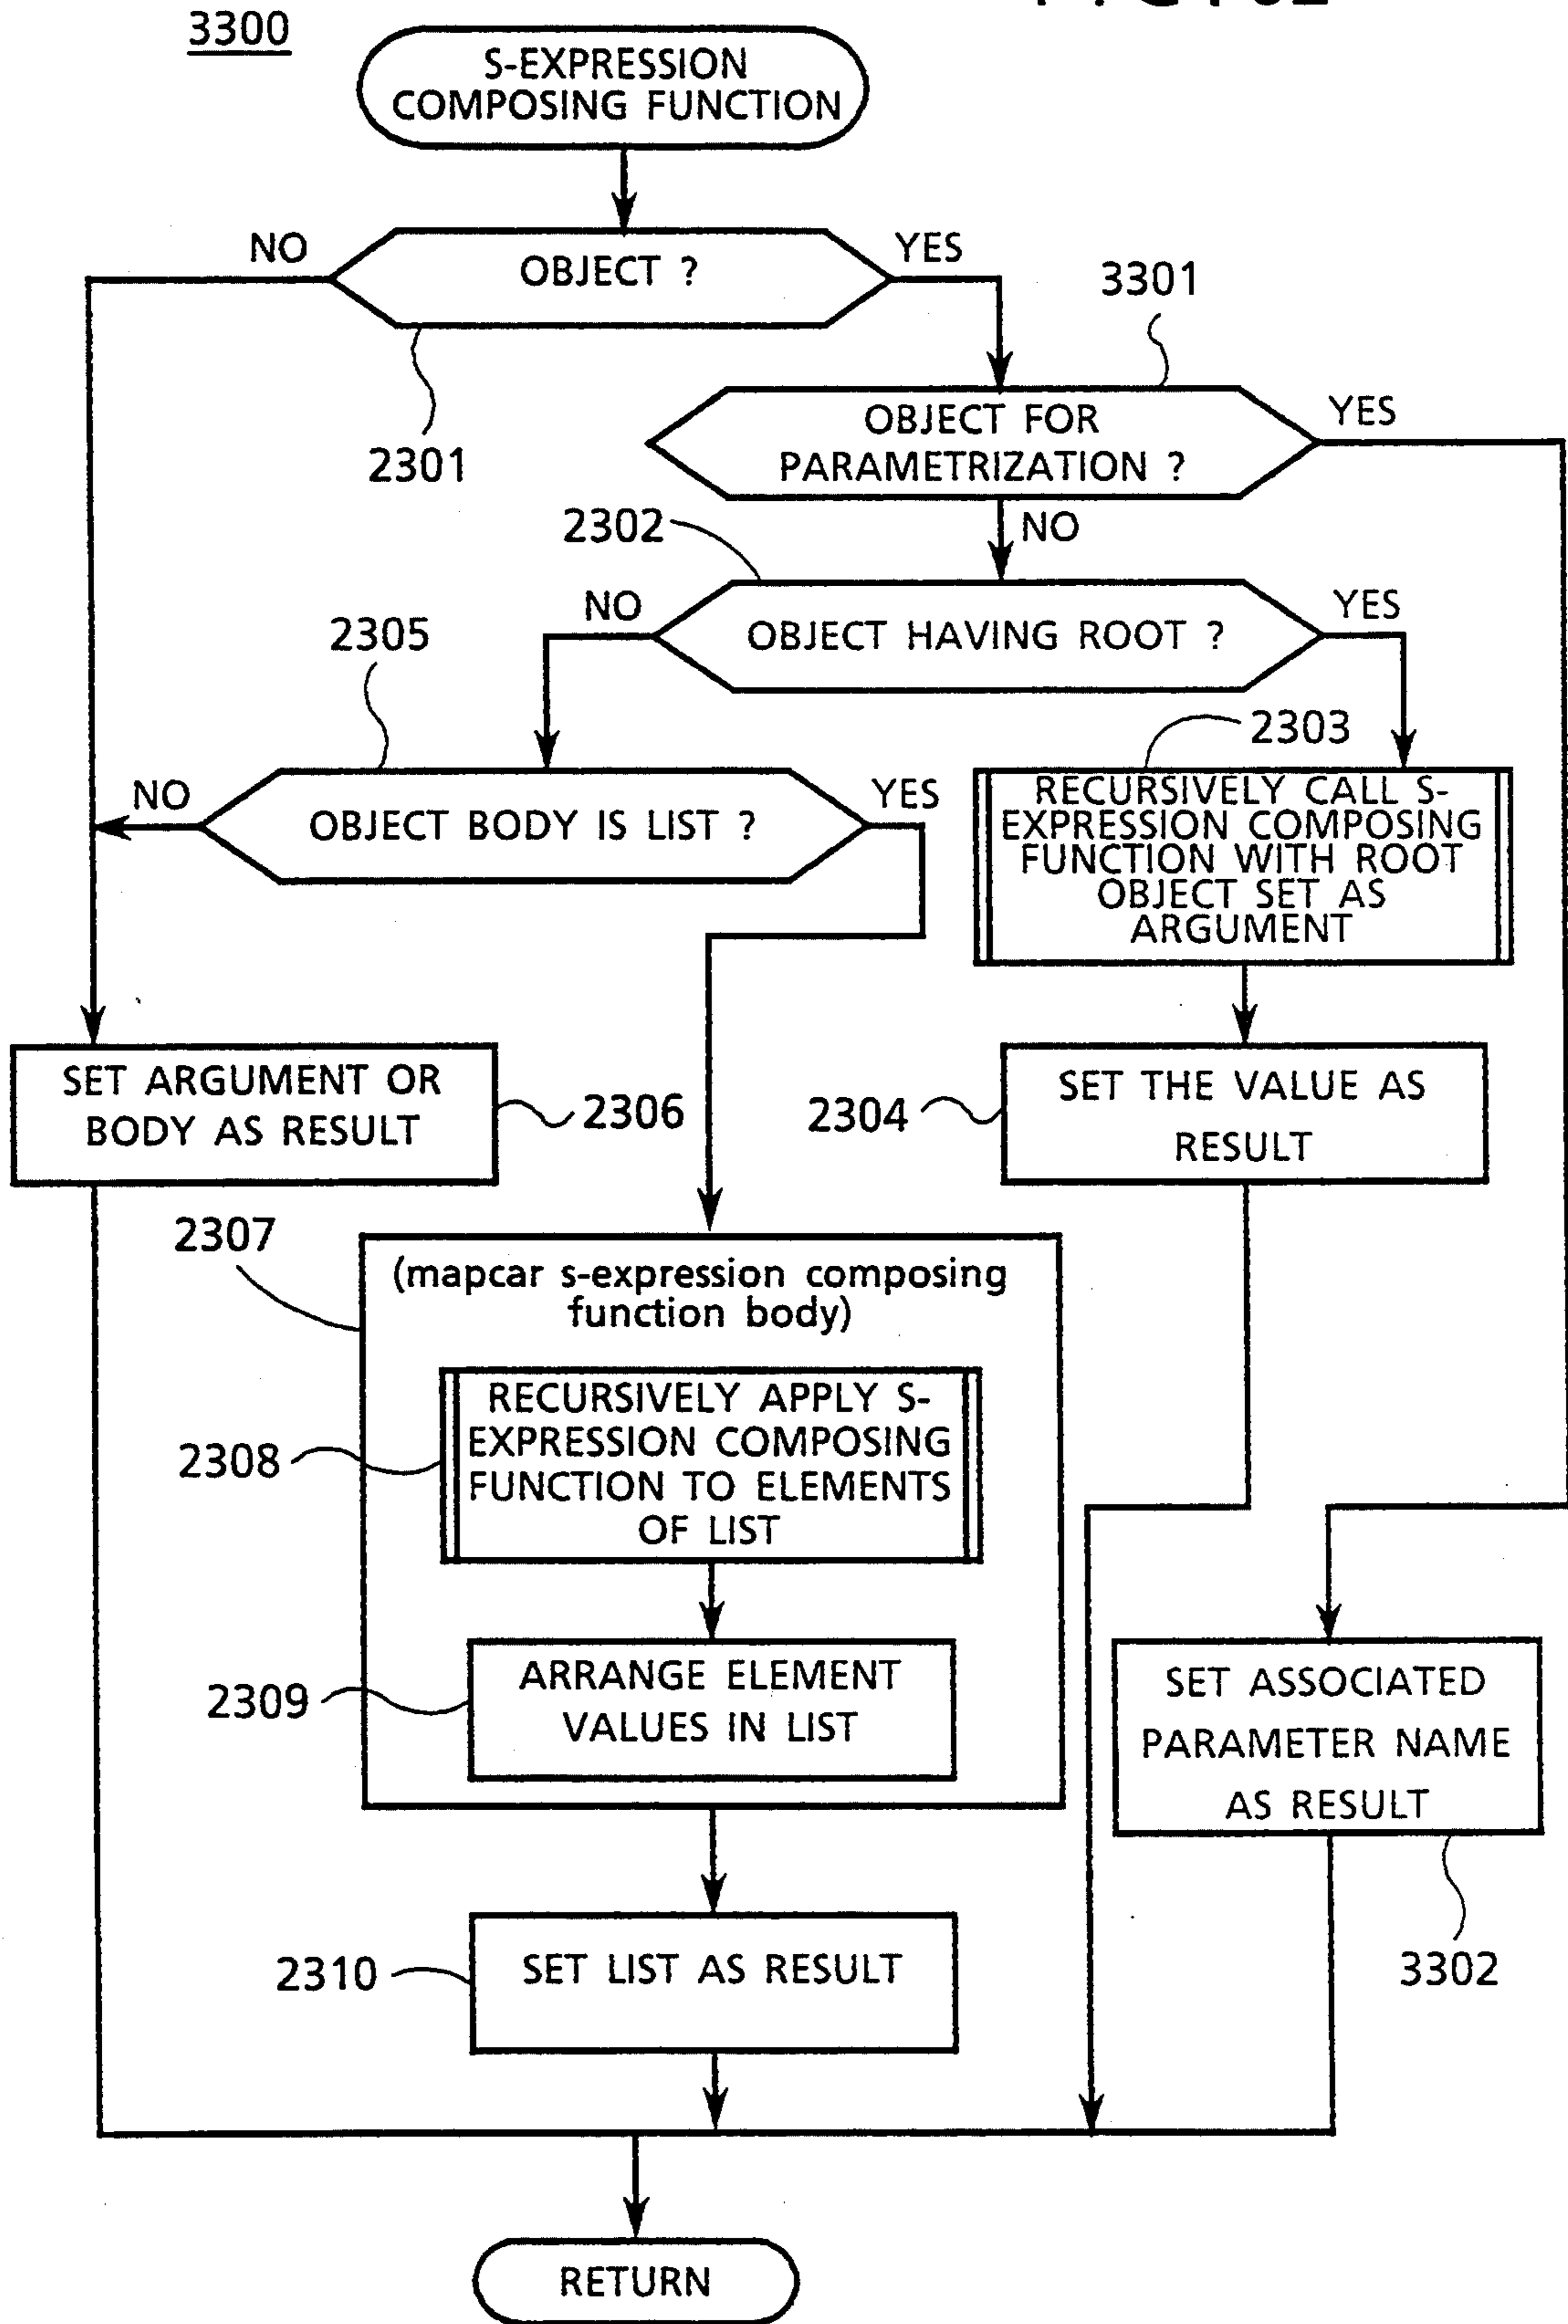 3300
S-EXPRESSION
COMPOSING FUNCTION
NO
OBJECT ?
YES
3301
2301
OBJECT FOR
PARAMETRIZATION ?
YES
2302
NO
NO
OBJECT HAVING ROOT ?
YES
2305
2303
NO
OBJECT BODY IS LIST ?
YES
RECURSIVELY CALL S-
EXPRESSION COMPOSING
FUNCTION WITH ROOT
OBJECT SET AS
ARGUMENT
SET ARGUMENT OR
BODY AS RESULT
2306
2304
SET THE VALUE AS
RESULT
2307
(mapcar s-expression composing
function body)
2308
RECURSIVELY APPLY S-
EXPRESSION COMPOSING
FUNCTION TO ELEMENTS
OF LIST
2309
ARRANGE ELEMENT
VALUES IN LIST
SET ASSOCIATED
PARAMETER NAME
AS RESULT
2310
SET LIST AS RESULT
3302
RETURN